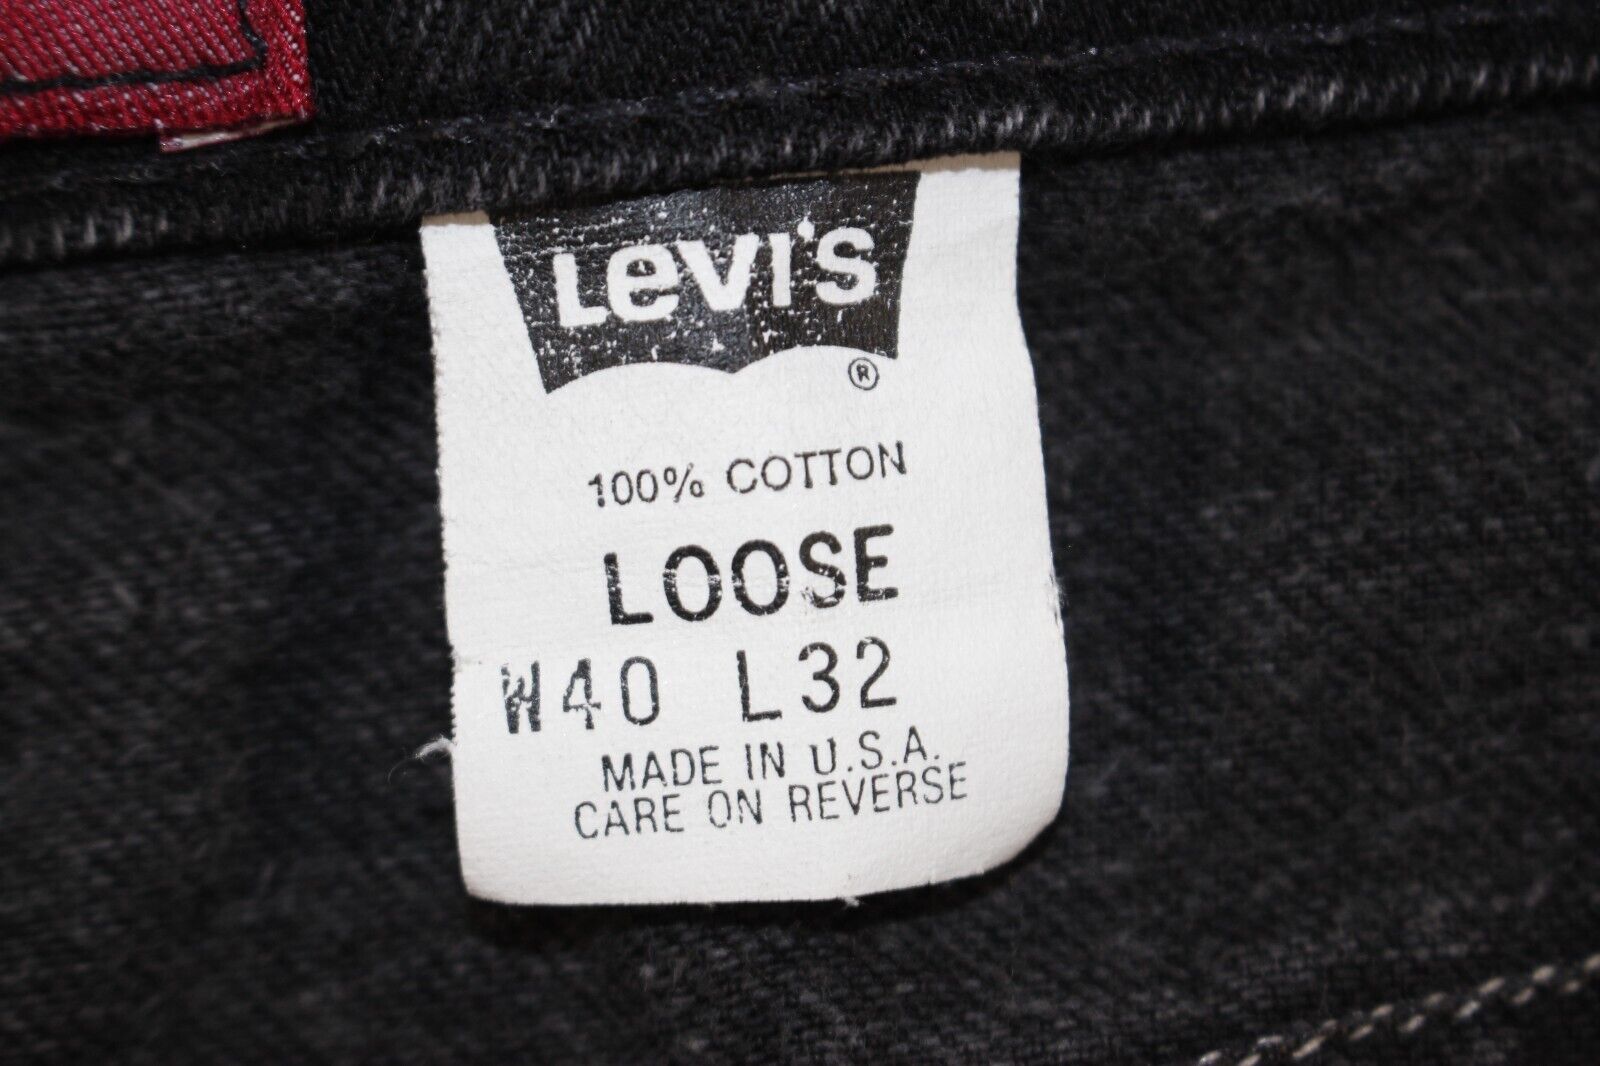 Levi's
®
100% COTTON
LOOSE
W40 L32
MADE IN U.S.A.
CARE ON REVERSE